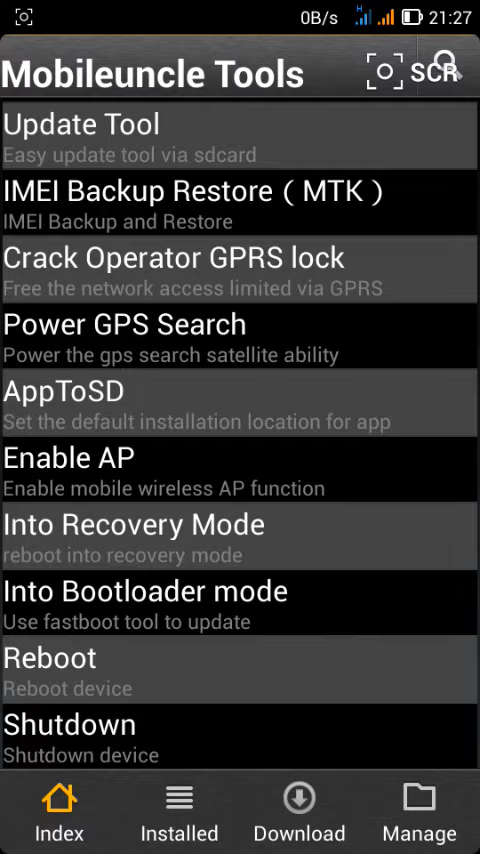 0B/s H 21:27
Mobileuncle Tools SCR
Update Tool
Easy update tool via sdcard
IMEI Backup Restore ( MTK )
IMEI Backup and Restore
Crack Operator GPRS lock
Free the network access limited via GPRS
Power GPS Search
Power the gps search satellite ability
AppToSD
Set the default installation location for app
Enable AP
Enable mobile wireless AP function
Into Recovery Mode
reboot into recovery mode
Into Bootloader mode
Use fastboot tool to update
Reboot
Reboot device
Shutdown
Shutdown device
Index Installed Download Manage